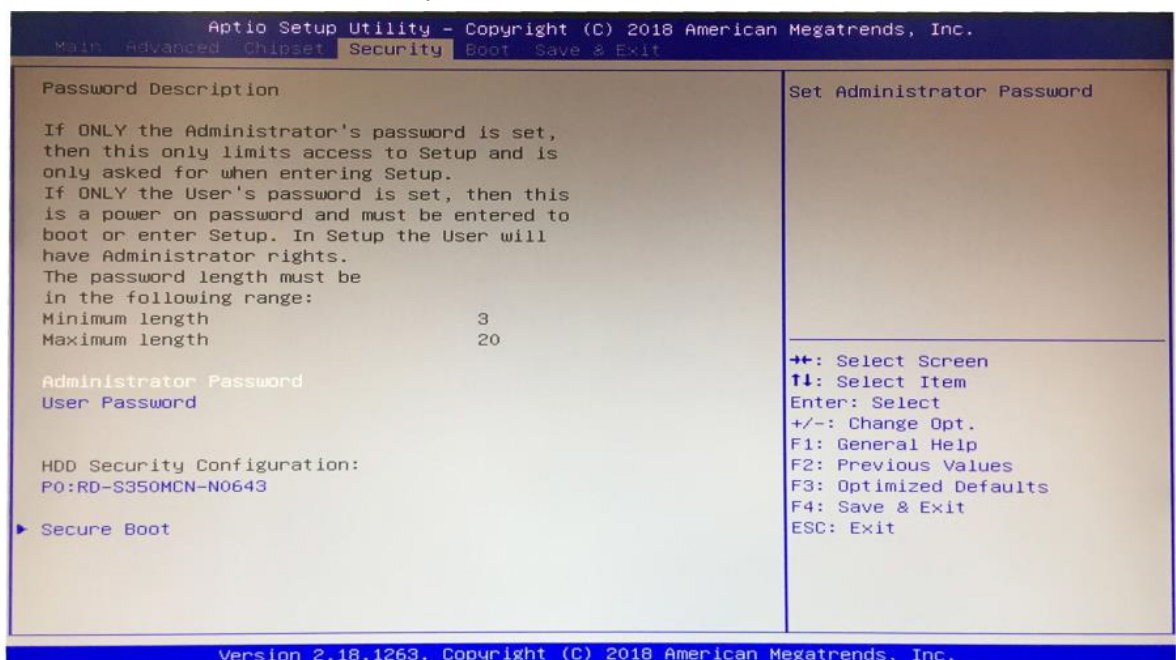 Aptio Setup Utility – Copyright (C) 2018 American Megatrends, Inc.
Main Advanced Chipset Security Boot Save & Exit
Password Description
If ONLY the Administrator's password is set,
then this only limits access to Setup and is
only asked for when entering Setup.
If ONLY the User's password is set, then this
is a power on password and must be entered to
boot or enter Setup. In Setup the User will
have Administrator rights.
The password length must be
in the following range:
Minimum length 3
Maximum length 20
Administrator Password
User Password
HDD Security Configuration:
P0:RD-S350MCN-N0643
► Secure Boot
Set Administrator Password
→←: Select Screen
↑↓: Select Item
Enter: Select
+/-: Change Opt.
F1: General Help
F2: Previous Values
F3: Optimized Defaults
F4: Save & Exit
ESC: Exit
Version 2.18.1263. Copyright (C) 2018 American Megatrends, Inc.